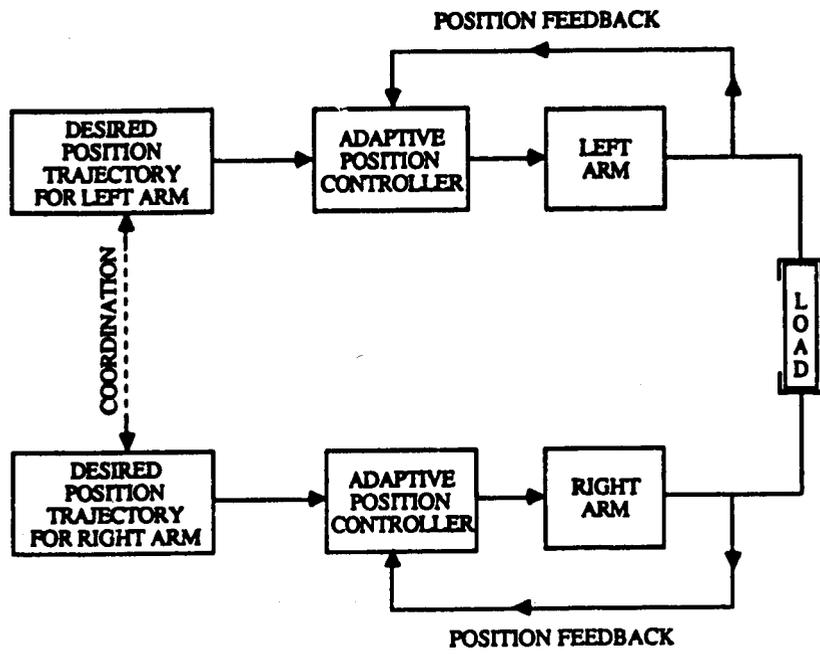 POSITION FEEDBACK
DESIRED
POSITION
TRAJECTORY
FOR LEFT ARM
ADAPTIVE
POSITION
CONTROLLER
LEFT
ARM
COORDINATION
LOAD
DESIRED
POSITION
TRAJECTORY
FOR RIGHT ARM
ADAPTIVE
POSITION
CONTROLLER
RIGHT
ARM
POSITION FEEDBACK